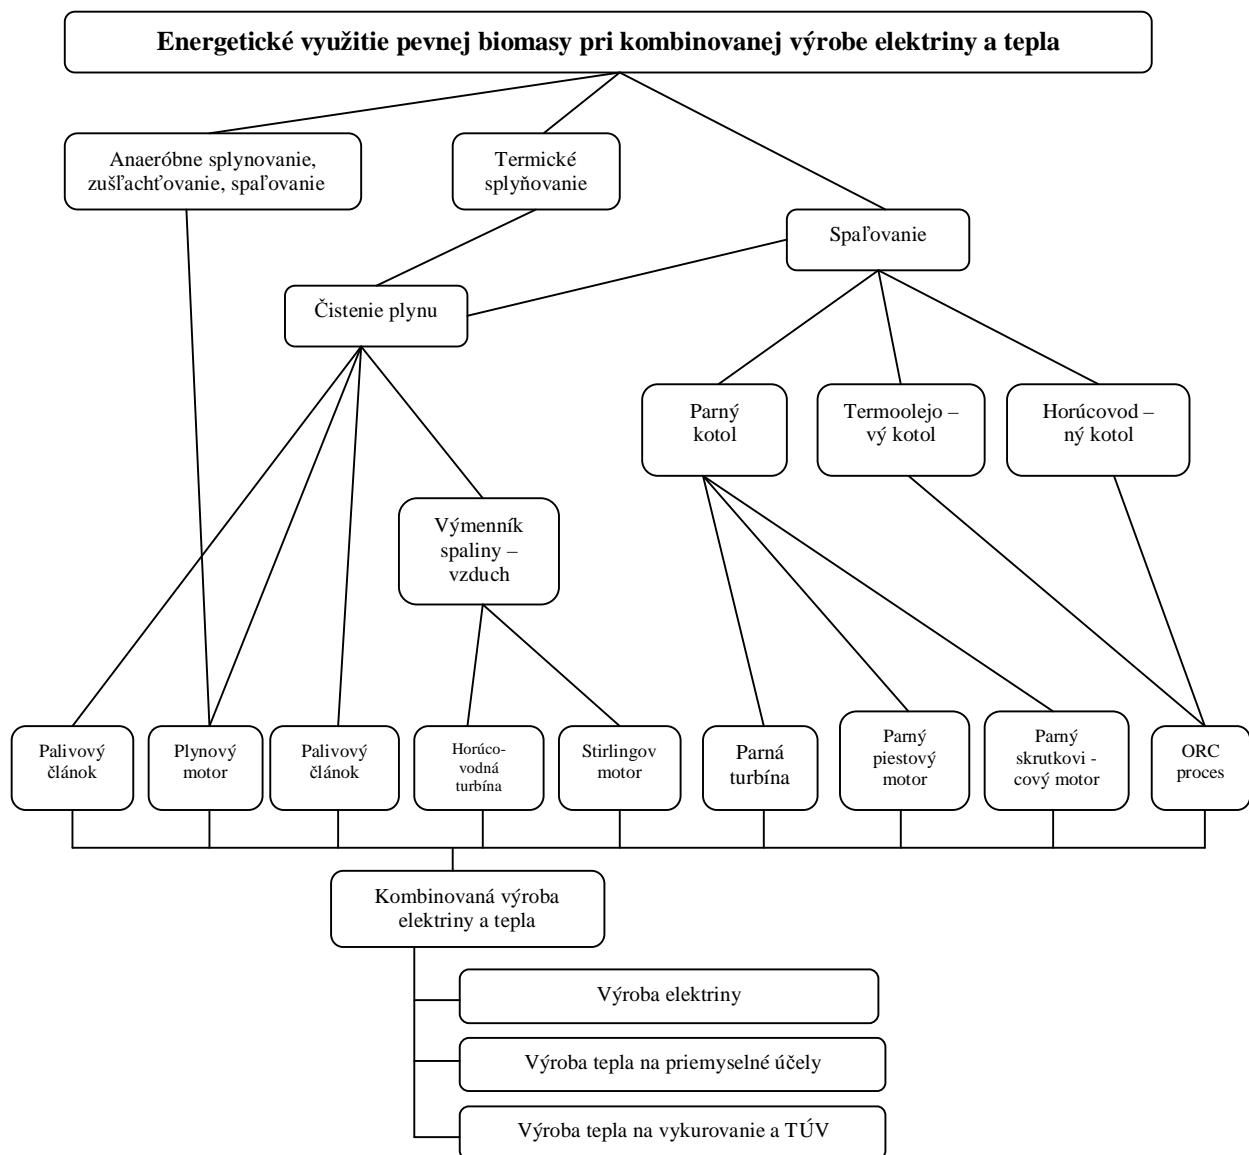 Energetické využitie pevnej biomasy pri kombinovanej výrobe elektriny a tepla
Anaeróbne splynovanie,
zušľachťovanie, spaľovanie
Termické
splyňovanie
Spaľovanie
Čistenie plynu
Parný
kotol
Termoolejo –
vý kotol
Horúcovod –
ný kotol
Výmenník
spaliny –
vzduch
Palivový
článok
Plynový
motor
Palivový
článok
Horúco-
vodná
turbína
Stirlingov
motor
Parná
turbína
Parný
piestový
motor
Parný
skrutkovi -
cový motor
ORC
proces
Kombinovaná výroba
elektriny a tepla
Výroba elektriny
Výroba tepla na priemyselné účely
Výroba tepla na vykurovanie a TÚV